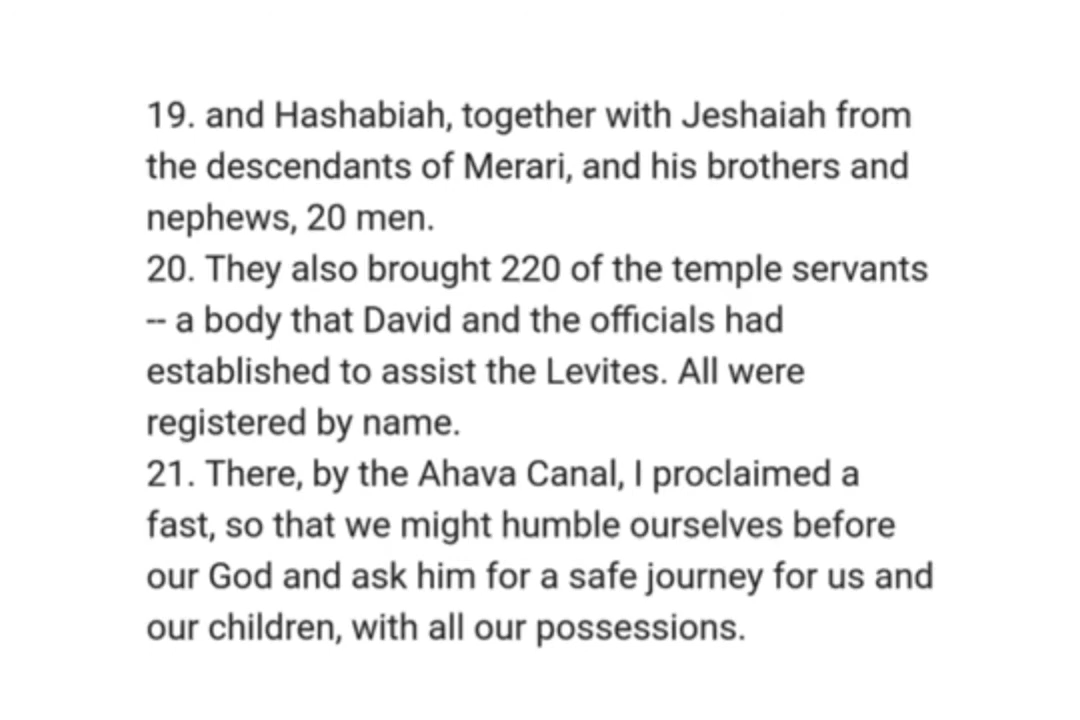 19. and Hashabiah, together with Jeshaiah from
the descendants of Merari, and his brothers and
nephews, 20 men.
20. They also brought 220 of the temple servants
-- a body that David and the officials had
established to assist the Levites. All were
registered by name.
21. There, by the Ahava Canal, I proclaimed a
fast, so that we might humble ourselves before
our God and ask him for a safe journey for us and
our children, with all our possessions.